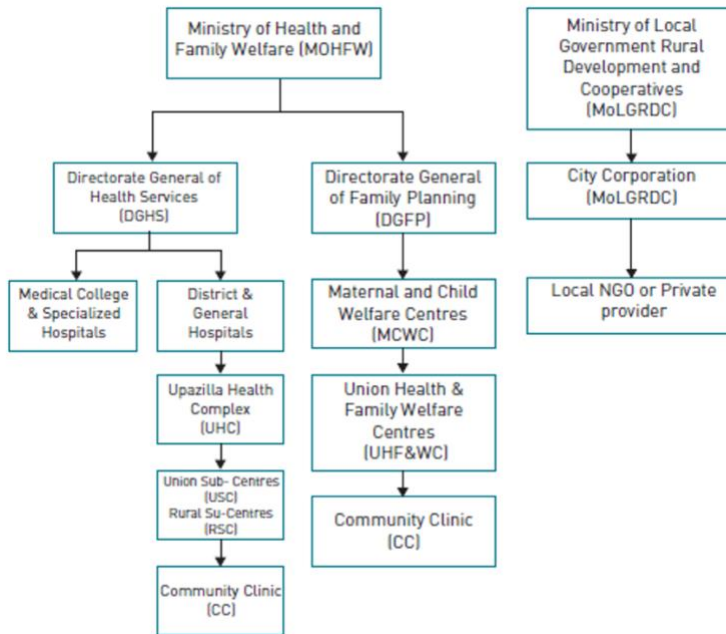 Ministry of Health and
Family Welfare (MOHFW)
Ministry of Local
Government Rural
Development and
Cooperatives
(MoLGRDC)
Directorate General of
Health Services
(DGHS)
Directorate General
of Family Planning
(DGFP)
City Corporation
(MoLGRDC)
Medical College
& Specialized
Hospitals
District &
General
Hospitals
Maternal and Child
Welfare Centres
(MCWC)
Local NGO or Private
provider
Upazilla Health
Complex
(UHC)
Union Health &
Family Welfare
Centres
(UHF&WC)
Union Sub- Centres
(USC)
Rural Su-Centres
(RSC)
Community Clinic
(CC)
Community Clinic
(CC)